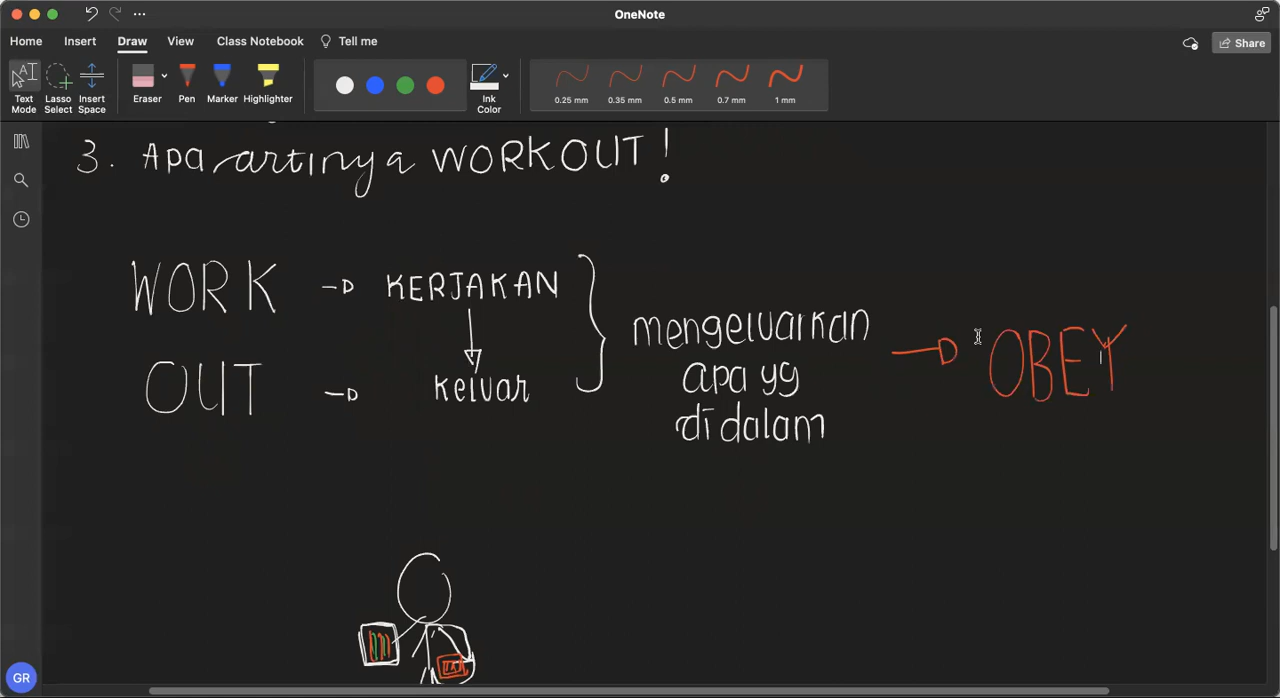 OneNote
Home Insert Draw View Class Notebook Tell me
Share
Text Mode
Lasso Select
Insert Space
Eraser
Pen
Marker
Highlighter
Ink Color
0.25 mm
0.35 mm
0.5 mm
0.7 mm
1 mm
3. Apa artinya WORKOUT!
WORK → KERJAKAN
OUT → Keluar
mengeluarkan
apa yg
di dalam
→ OBEY
GR